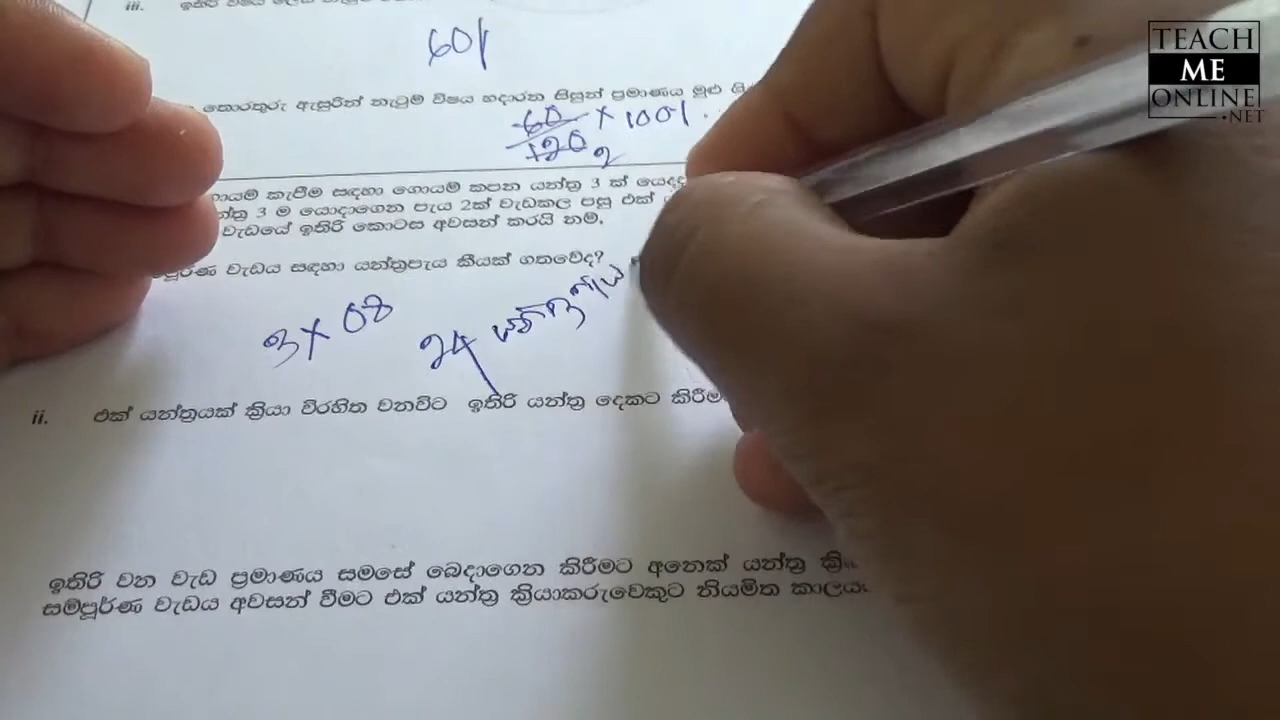 iii.
60/
තොරතුරු ඇසුරින් නැටුම් විෂය හදාරන සිසුන් ප්‍රමාණය මුළු
60/120 2 × 100/.
ගොයම් කැපීම සඳහා ගොයම් කපන යන්ත්‍ර 3 ක්
3 ම යොදාගෙන පැය 2ක් වැඩකල පසු එක්
වැඩයේ ඉතිරි කොටස අවසන් කරයි නම්,
වැඩය සඳහා යන්ත්‍රපැය කීයක් ගතවේද?
3 × 08 24 යන්ත්‍ර පැය
ii. එක් යන්ත්‍රයක් ක්‍රියා විරහිත වනවිට ඉතිරි යන්ත්‍ර දෙකට
ඉතිරි වන වැඩ ප්‍රමාණය සමසේ බෙදාගෙන කිරීමට අනෙක් යන්ත්‍ර
සම්පූර්ණ වැඩය අවසන් වීමට එක් යන්ත්‍ර ක්‍රියාකරුවෙකුට නියමිත
TEACH
ME
ONLINE
.NET